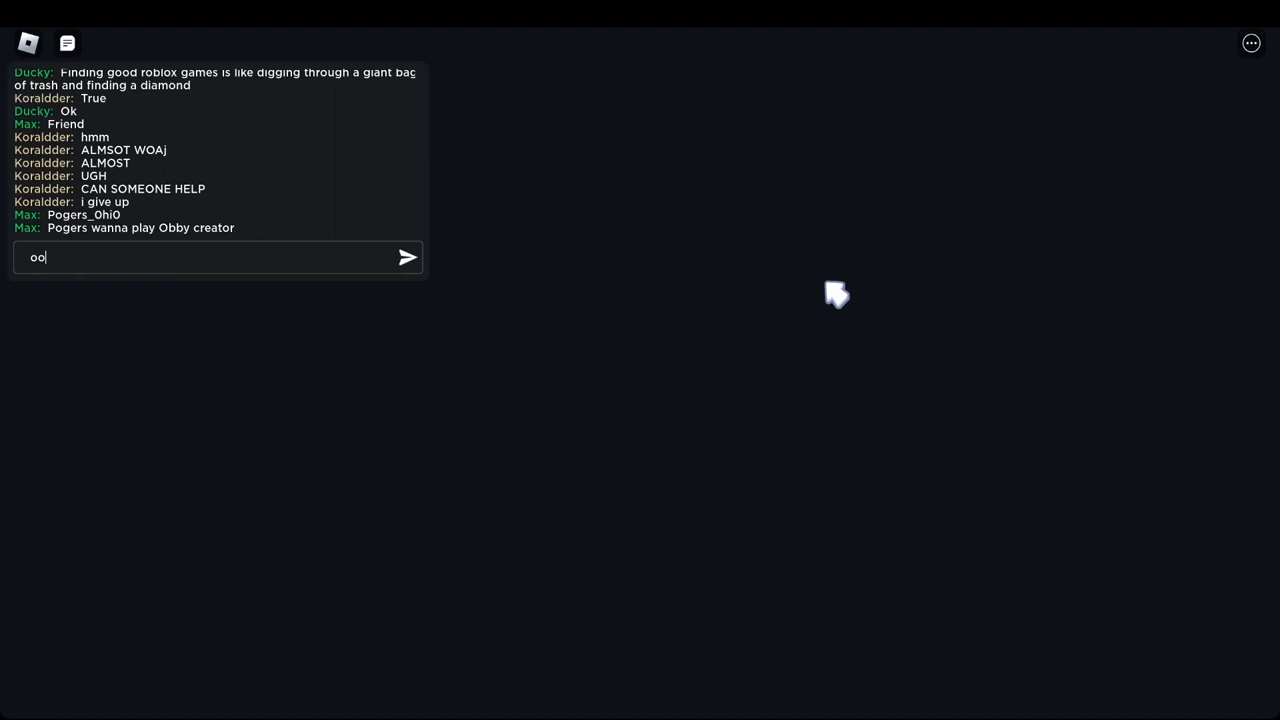 Ducky: Finding good roblox games is like digging through a giant bag
of trash and finding a diamond
Koraldder: True
Ducky: Ok
Max: Friend
Koraldder: hmm
Koraldder: ALMSOT WOAj
Koraldder: ALMOST
Koraldder: UGH
Koraldder: CAN SOMEONE HELP
Koraldder: i give up
Max: Pogers_0hi0
Max: Pogers wanna play Obby creator
oo